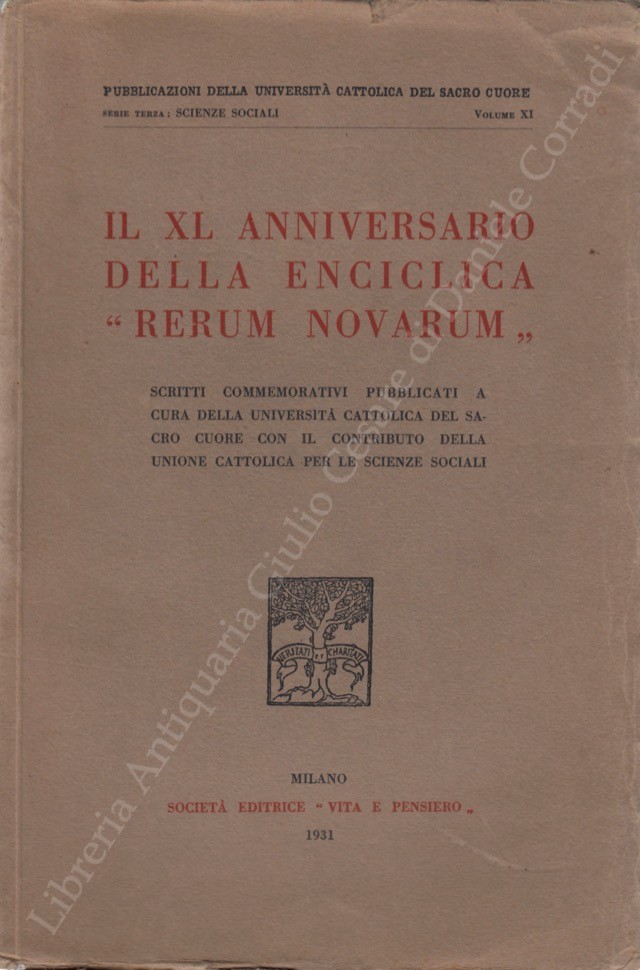 PUBBLICAZIONI DELLA UNIVERSITÀ CATTOLICA DEL SACRO CUORE
SERIE TERZA: SCIENZE SOCIALI VOLUME XI
IL XL ANNIVERSARIO
DELLA ENCICLICA
“ RERUM NOVARUM „
SCRITTI COMMEMORATIVI PUBBLICATI A
CURA DELLA UNIVERSITÀ CATTOLICA DEL SA-
CRO CUORE CON IL CONTRIBUTO DELLA
UNIONE CATTOLICA PER LE SCIENZE SOCIALI
VERITATI ET CHARITATI
MILANO
SOCIETÀ EDITRICE “ VITA E PENSIERO „
1931
Libreria Antiquaria Giulio Cesare di Daniele Corradi